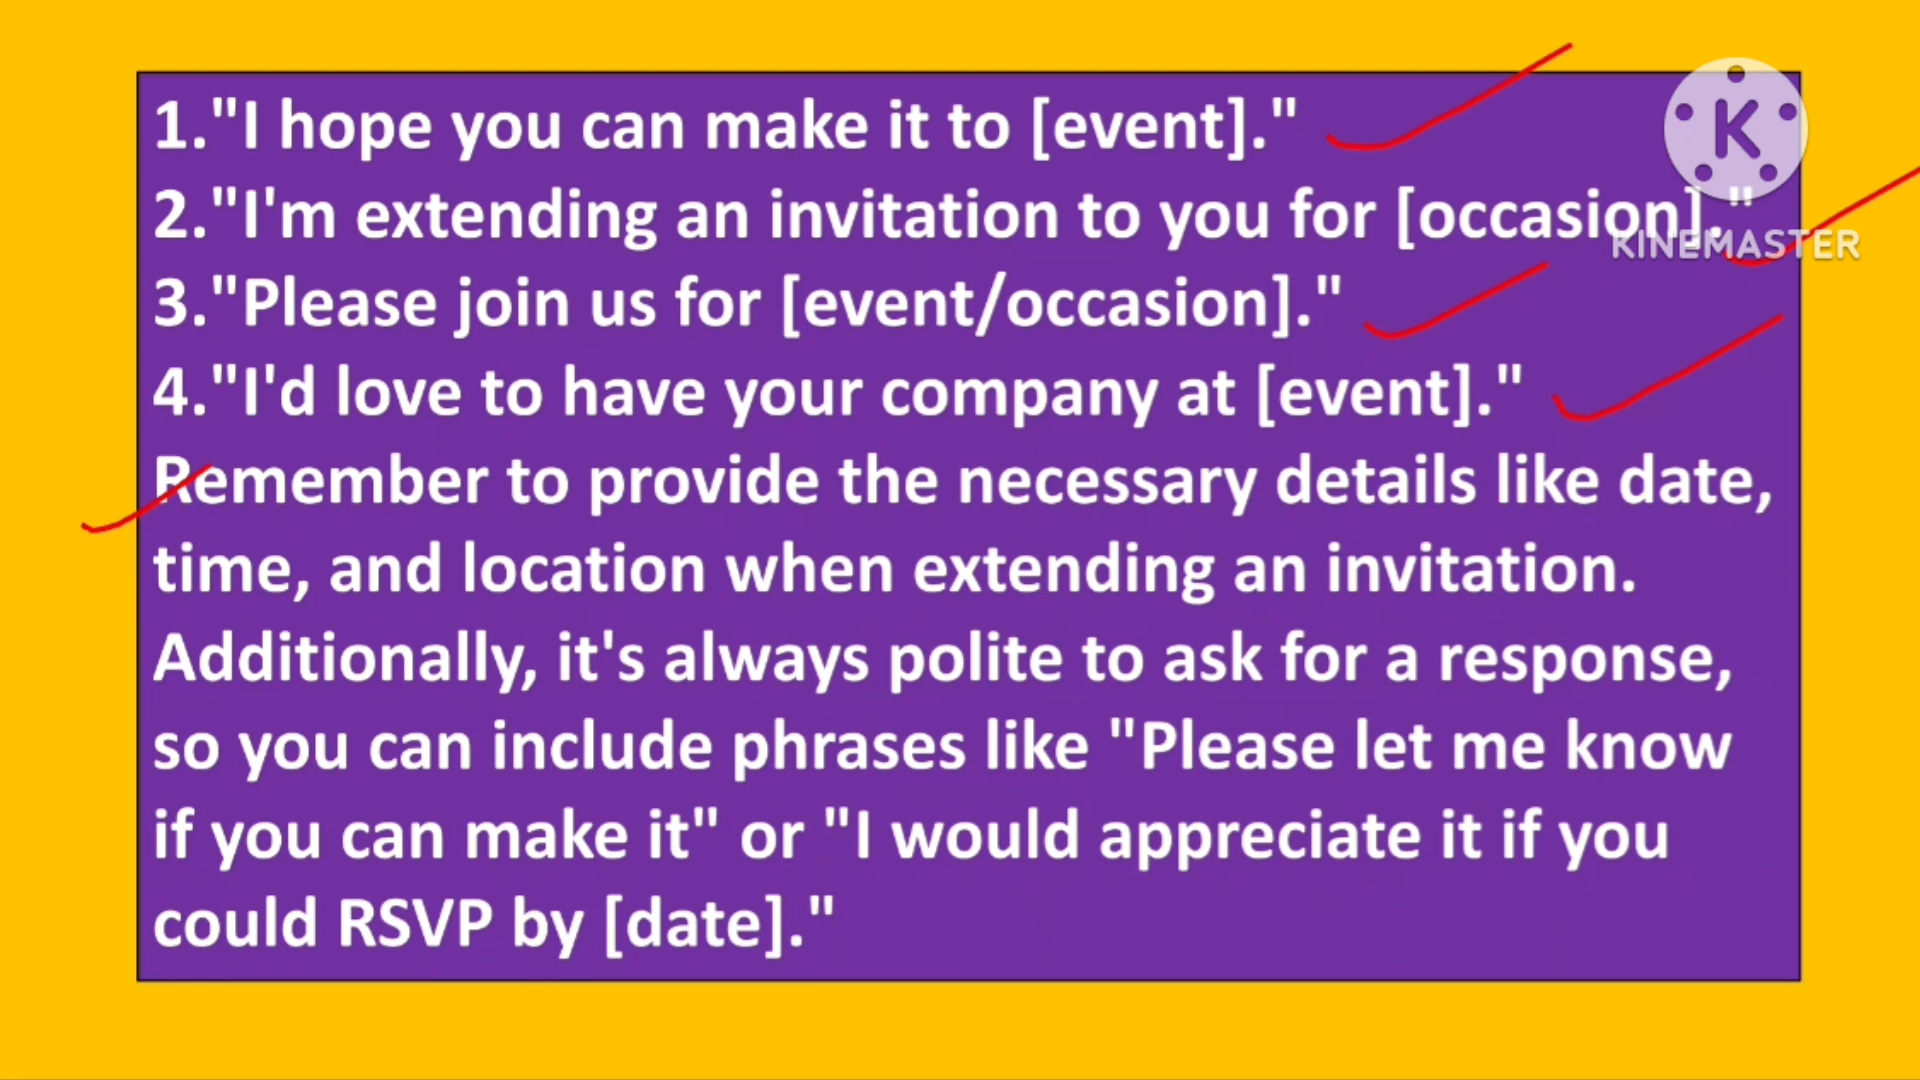 1."I hope you can make it to [event]."
2."I'm extending an invitation to you for [occasion]."
3."Please join us for [event/occasion]."
4."I'd love to have your company at [event]."
Remember to provide the necessary details like date,
time, and location when extending an invitation.
Additionally, it's always polite to ask for a response,
so you can include phrases like "Please let me know
if you can make it" or "I would appreciate it if you
could RSVP by [date]."
K
KINEMASTER